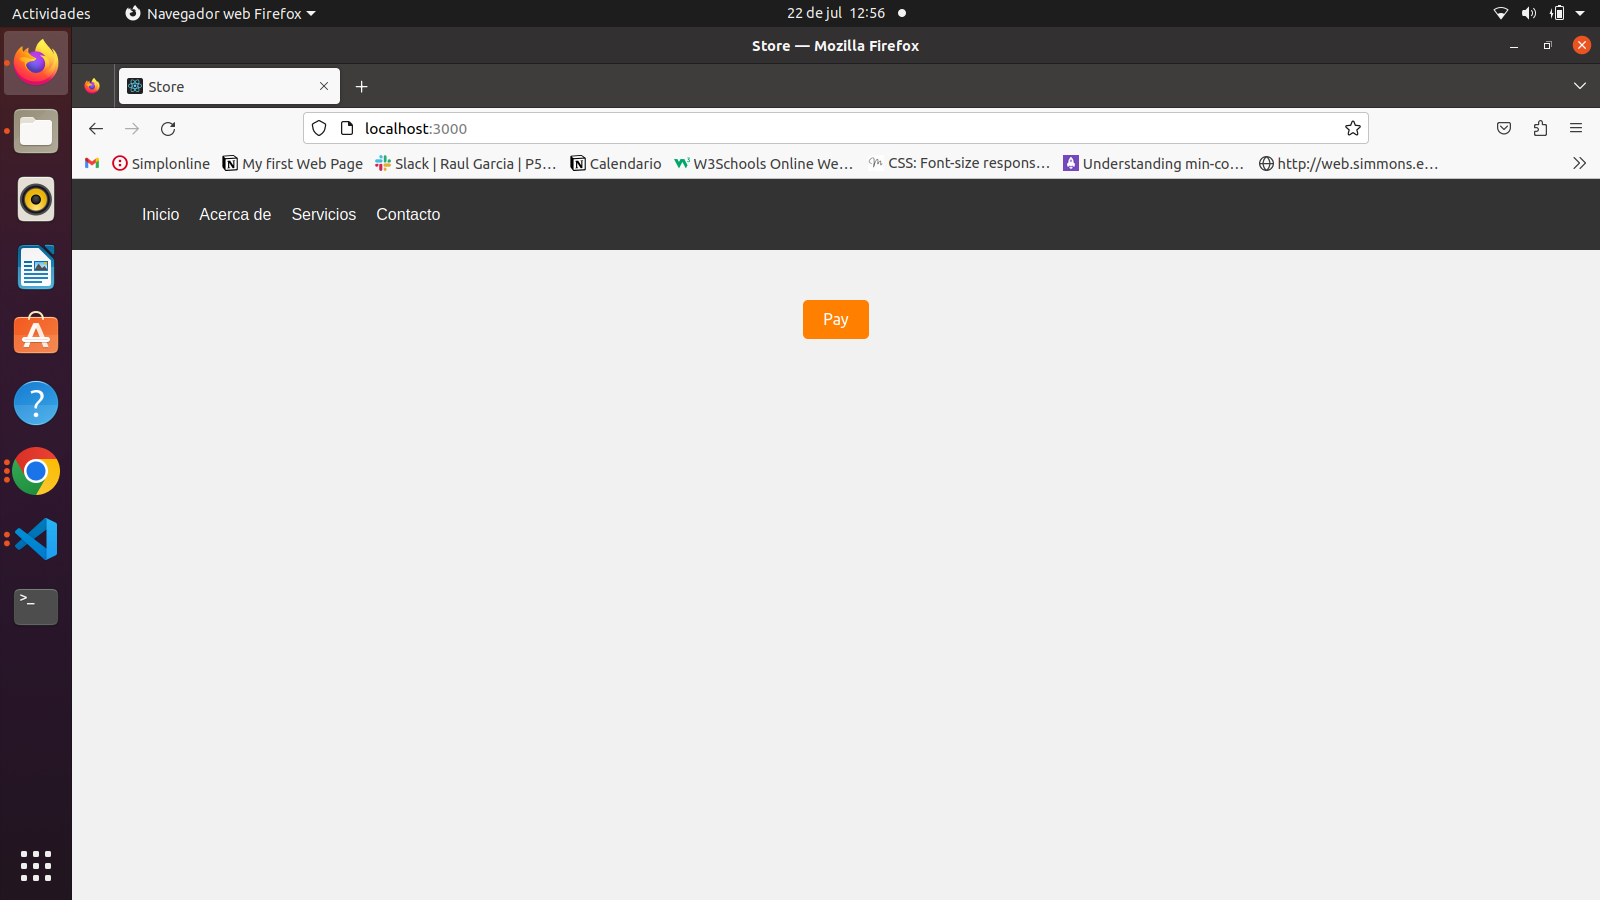 Actividades Navegador web Firefox 22 de jul 12:56
Store — Mozilla Firefox
Store
localhost:3000
Simplonline My first Web Page Slack | Raul Garcia | P5… Calendario W3Schools Online We… CSS: Font-size respons… Understanding min-co… http://web.simmons.e…
Inicio Acerca de Servicios Contacto
Pay